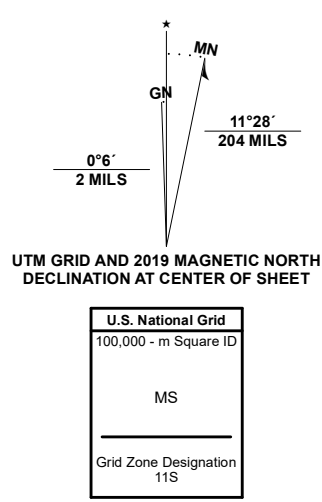 ★
MN
GN
11°28´
204 MILS
0°6´
2 MILS
UTM GRID AND 2019 MAGNETIC NORTH
DECLINATION AT CENTER OF SHEET
U.S. National Grid
100,000 - m Square ID
MS
Grid Zone Designation
11S